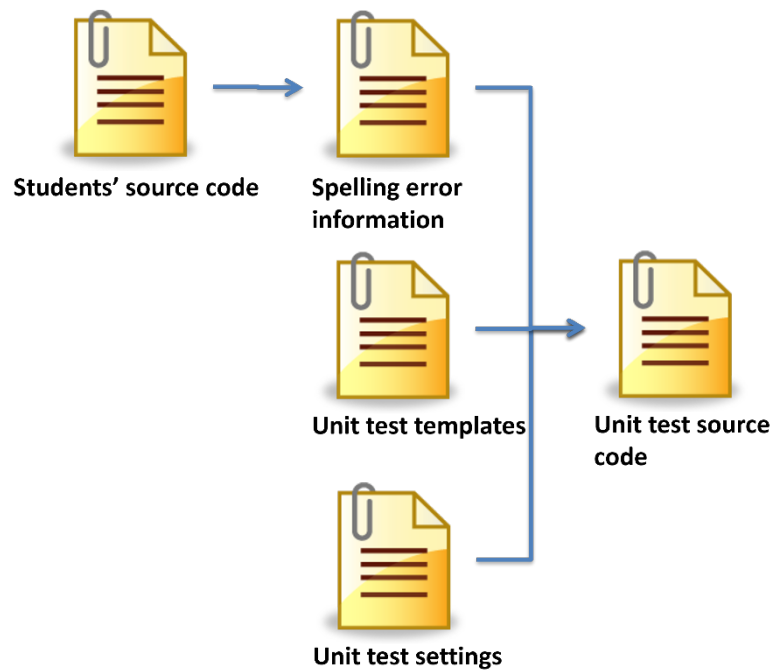 Students’ source code
Spelling error
information
Unit test templates
Unit test source
code
Unit test settings